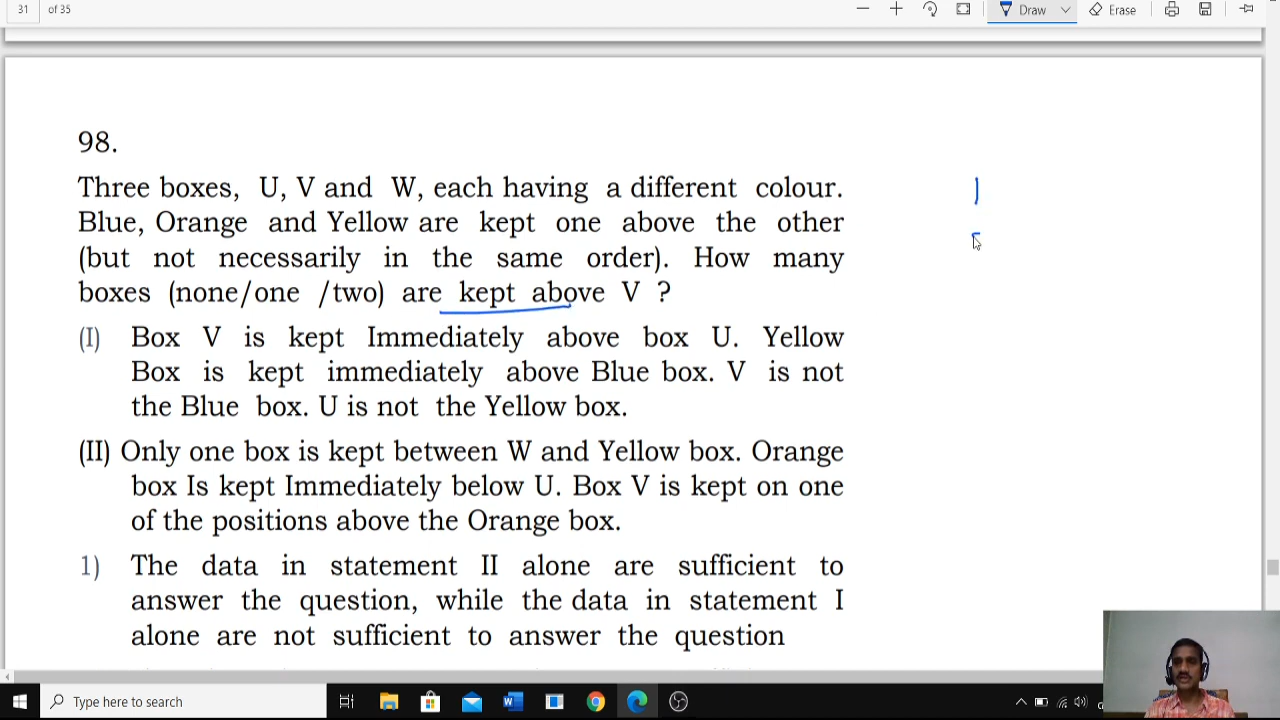 31 of 35
Draw
Erase
98.
Three boxes, U, V and W, each having a different colour.
Blue, Orange and Yellow are kept one above the other
(but not necessarily in the same order). How many
boxes (none/one /two) are kept above V ?
(I) Box V is kept Immediately above box U. Yellow
Box is kept immediately above Blue box. V is not
the Blue box. U is not the Yellow box.
(II) Only one box is kept between W and Yellow box. Orange
box Is kept Immediately below U. Box V is kept on one
of the positions above the Orange box.
1) The data in statement II alone are sufficient to
answer the question, while the data in statement I
alone are not sufficient to answer the question
Type here to search